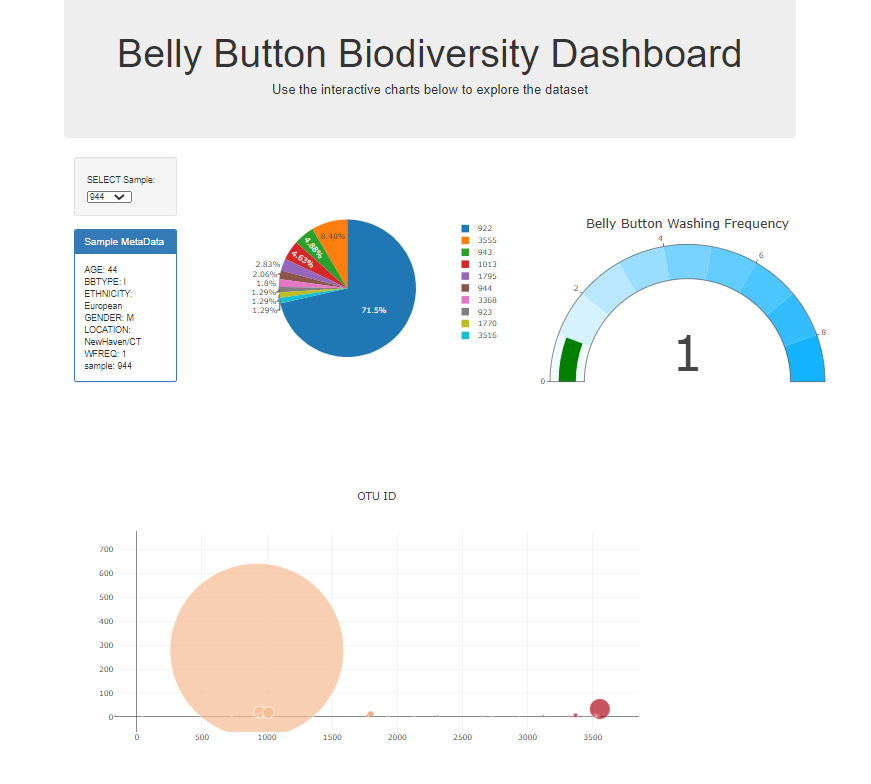 Belly Button Biodiversity Dashboard
Use the interactive charts below to explore the dataset
SELECT Sample:
944
Sample MetaData
AGE: 44
BBTYPE: I
ETHNICITY:
European
GENDER: M
LOCATION:
NewHaven/CT
WFREQ: 1
sample: 944
8.48%
4.88%
4.63%
2.83%
2.06%
1.8%
1.29%
1.29%
1.29%
71.5%
922
3555
943
1013
1795
944
3368
923
1770
3516
Belly Button Washing Frequency
0
2
4
6
8
1
OTU ID
700
600
500
400
300
200
100
0
0
500
1000
1500
2000
2500
3000
3500